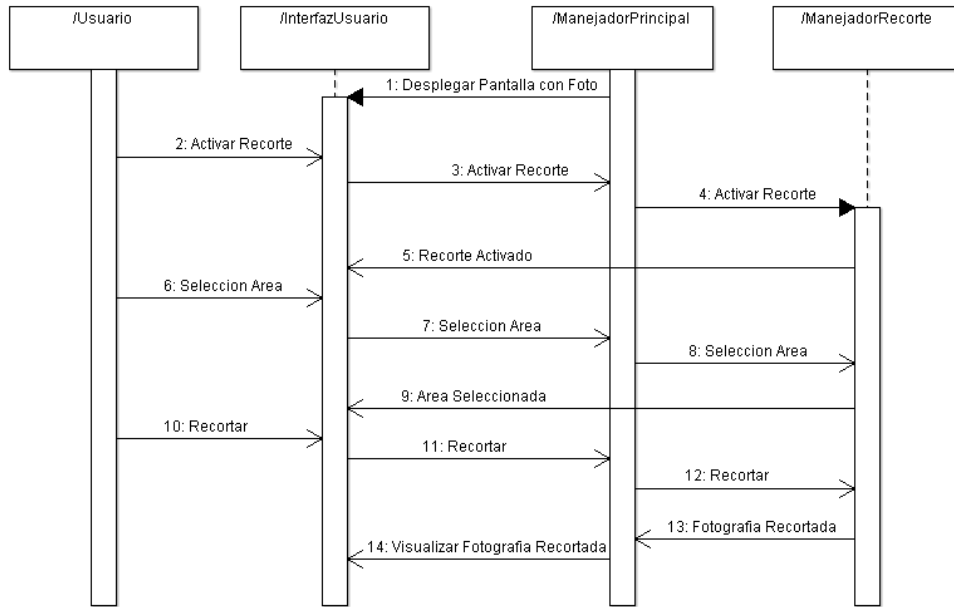 /Usuario
/InterfazUsuario
/ManejadorPrincipal
/ManejadorRecorte
1: Desplegar Pantalla con Foto
2: Activar Recorte
3: Activar Recorte
4: Activar Recorte
5: Recorte Activado
6: Seleccion Area
7: Seleccion Area
8: Seleccion Area
9: Area Seleccionada
10: Recortar
11: Recortar
12: Recortar
13: Fotografia Recortada
14: Visualizar Fotografia Recortada